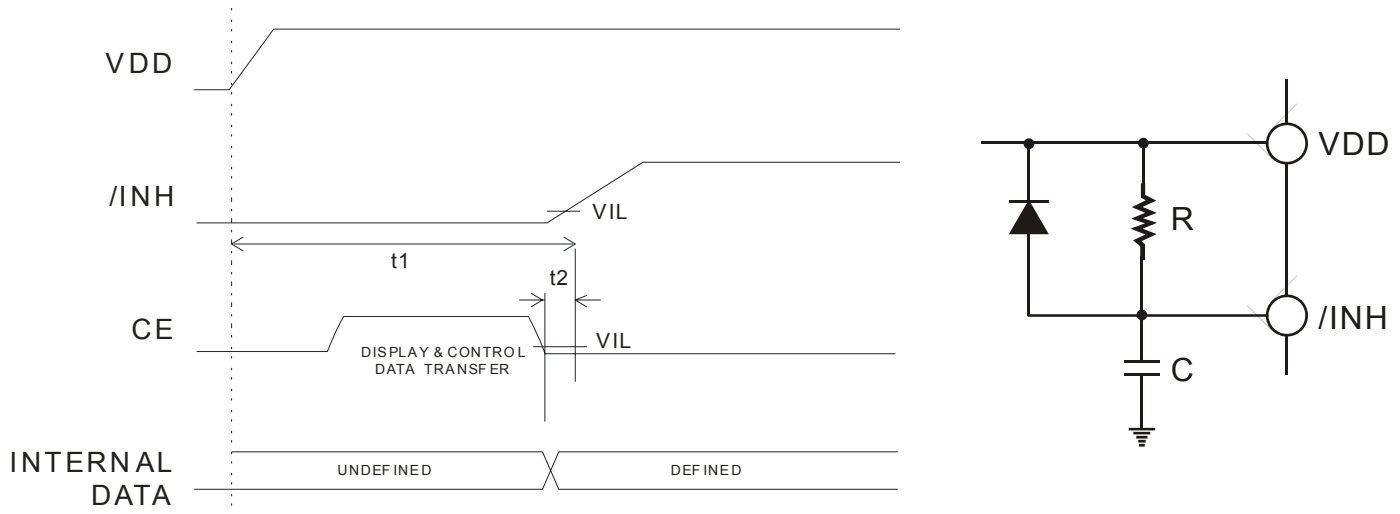 VDD
/INH
VIL
t1
t2
CE
VIL
DISPLAY & CONTROL
DATA TRANSFER
INTERNAL
DATA
UNDEFINED
DEFINED
VDD
R
/INH
C